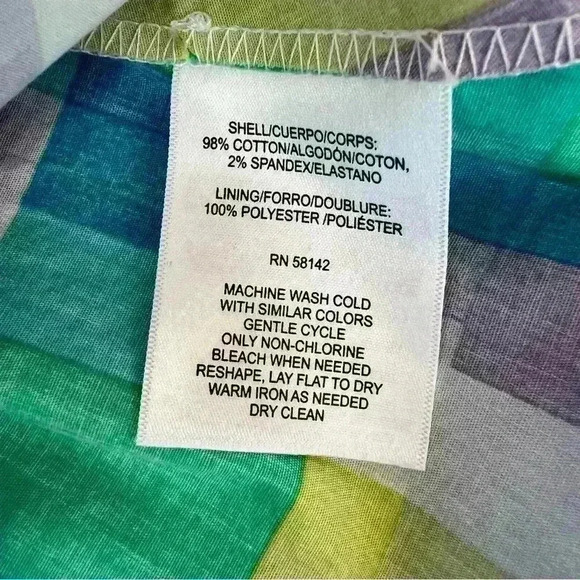 SHELL/CUERPO/CORPS:
98% COTTON/ALGODÓN/COTON,
2% SPANDEX/ELASTANO
LINING/FORRO/DOUBLURE:
100% POLYESTER /POLIÉSTER
RN 58142
MACHINE WASH COLD
WITH SIMILAR COLORS
GENTLE CYCLE
ONLY NON-CHLORINE
BLEACH WHEN NEEDED
RESHAPE, LAY FLAT TO DRY
WARM IRON AS NEEDED
DRY CLEAN